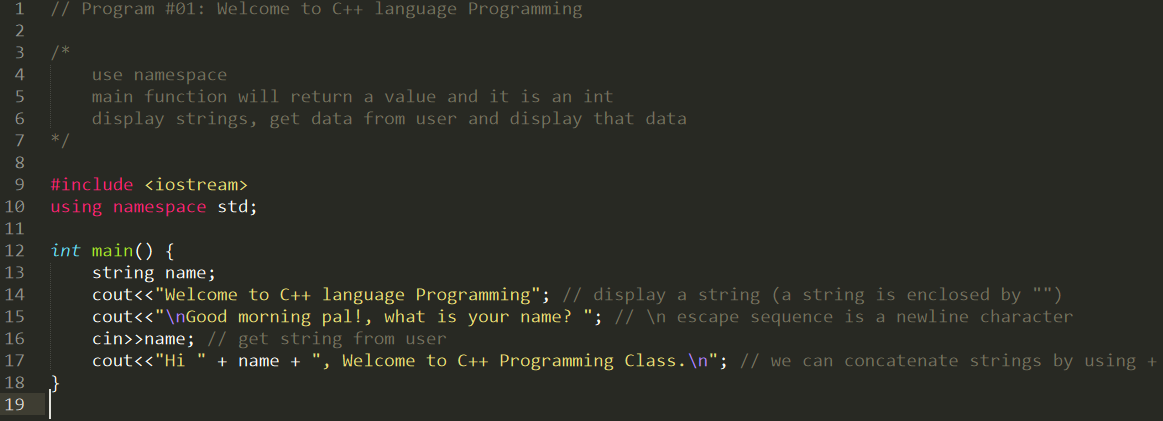 1 // Program #01: Welcome to C++ language Programming
2
3 /*
4     use namespace
5     main function will return a value and it is an int
6     display strings, get data from user and display that data
7 */
8
9 #include <iostream>
10 using namespace std;
11
12 int main() {
13     string name;
14     cout<<"Welcome to C++ language Programming"; // display a string (a string is enclosed by "")
15     cout<<"\nGood morning pal!, what is your name? "; // \n escape sequence is a newline character
16     cin>>name; // get string from user
17     cout<<"Hi " + name + ", Welcome to C++ Programming Class.\n"; // we can concatenate strings by using +
18 }
19